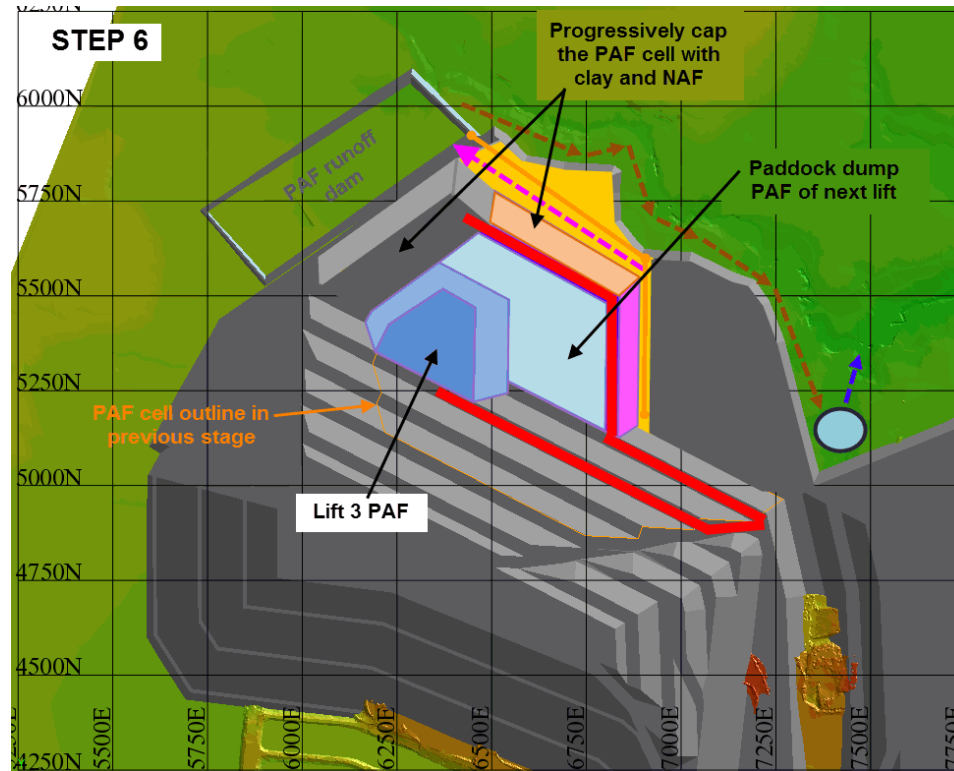 STEP 6
Progressively cap
the PAF cell with
clay and NAF
6000N
PAF runoff
dam
Paddock dump
PAF of next lift
5750N
5500N
5250N
PAF cell outline in
previous stage
5000N
Lift 3 PAF
4750N
4500N
4250N
5500E
5750E
6000E
6250E
6500E
6750E
7000E
7250E
7500E